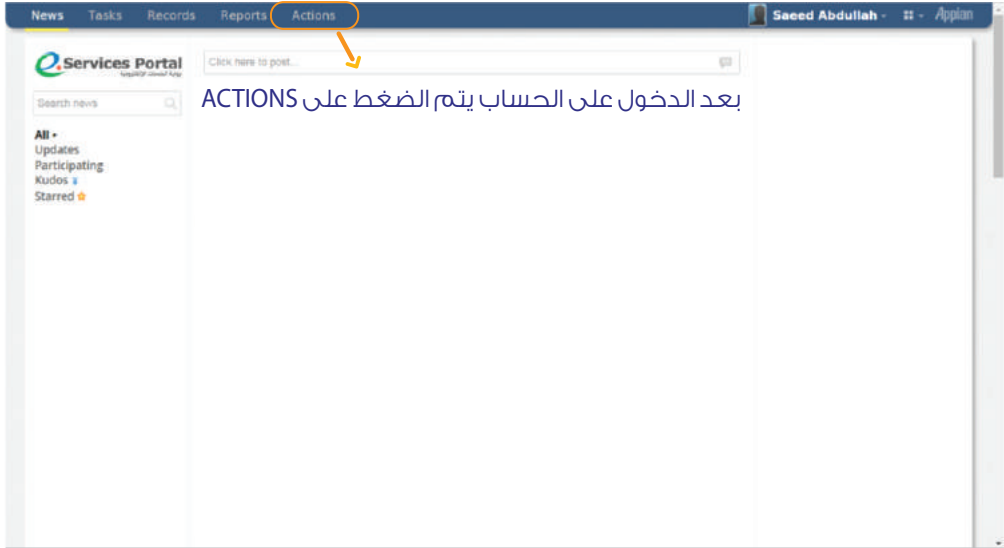 News Tasks Records Reports Actions Saeed Abdullah Appian
e.Services Portal
Click here to post...
Search news
بعد الدخول على الحساب يتم الضغط على ACTIONS
All
Updates
Participating
Kudos
Starred